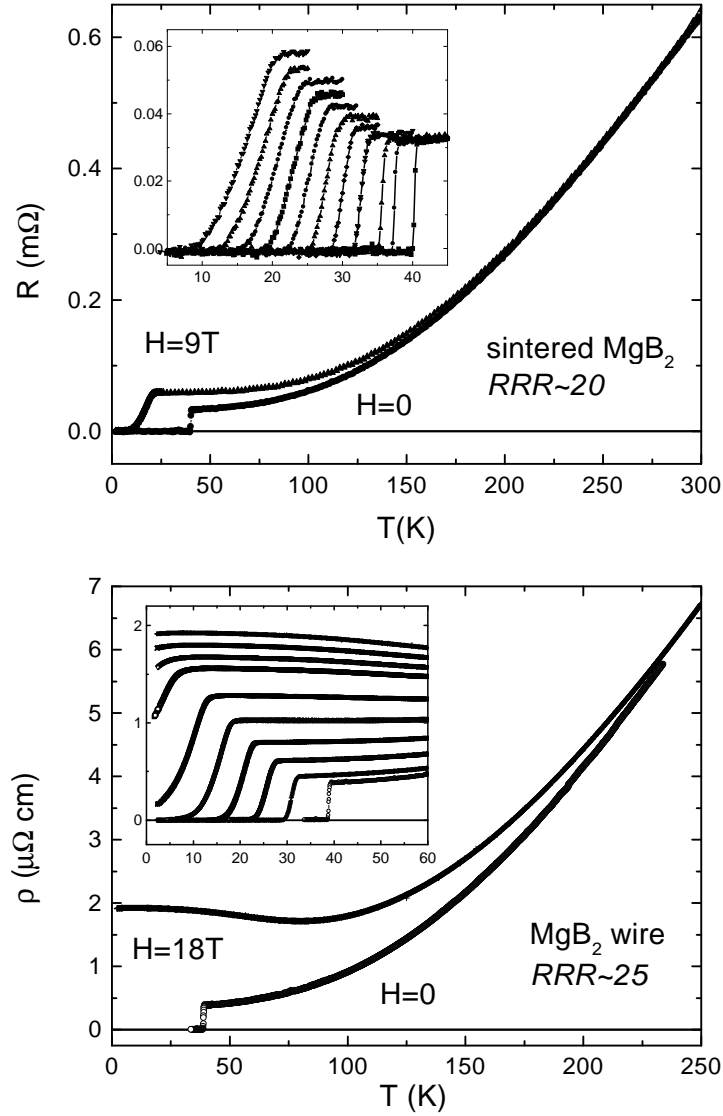 0.06
0.04
0.02
0.00
10 20 30 40
0.6
0.4
0.2
0.0
R (mΩ)
H=9T
H=0
sintered MgB₂
RRR~20
0 50 100 150 200 250 300
T(K)
7
6
5
4
3
2
1
0
2
1
0
0 10 20 30 40 50 60
ρ (μΩ cm)
H=18T
H=0
MgB₂ wire
RRR~25
0 50 100 150 200 250
T (K)